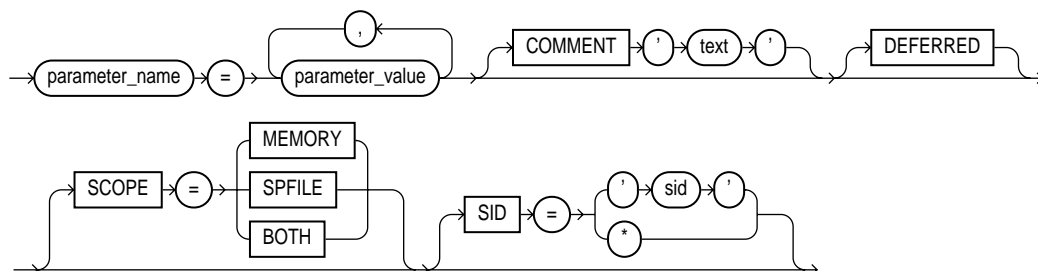 ,
COMMENT ' text ' DEFERRED
parameter_name = parameter_value
MEMORY
SCOPE = SPFILE ' sid '
SID =
BOTH *